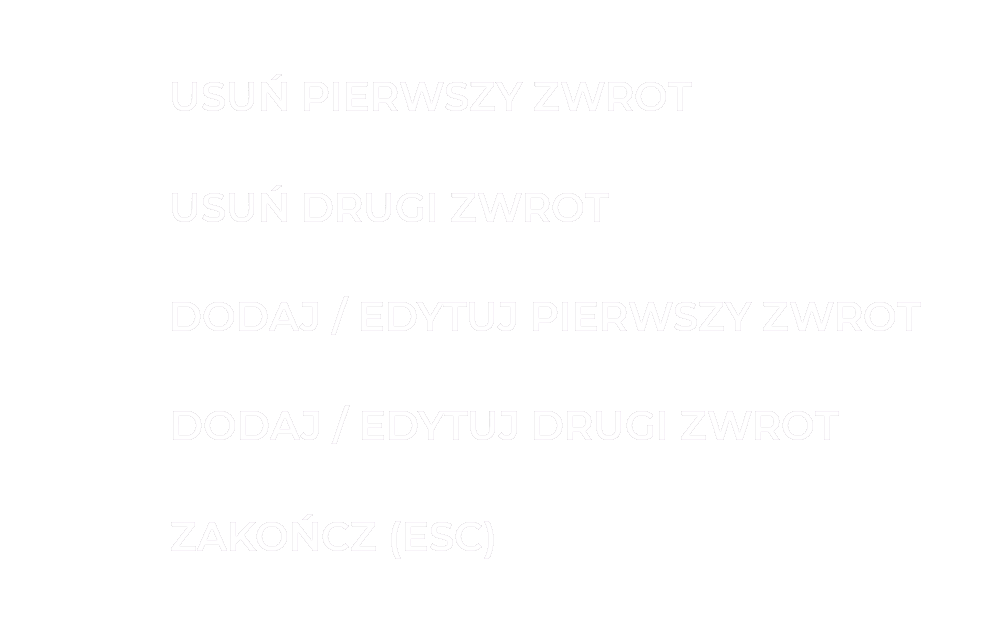 USUŃ PIERWSZY ZWROT
USUŃ DRUGI ZWROT
DODAJ / EDYTUJ PIERWSZY ZWROT
DODAJ / EDYTUJ DRUGI ZWROT
ZAKOŃCZ (ESC)